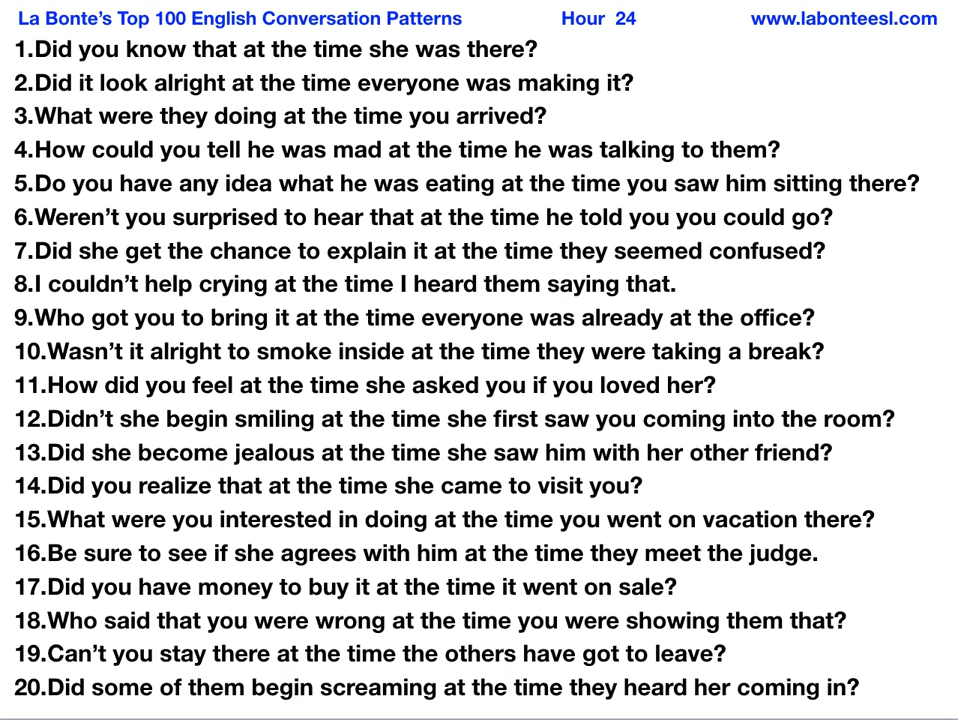 La Bonte’s Top 100 English Conversation Patterns Hour 24 www.labonteesl.com
1.Did you know that at the time she was there?
2.Did it look alright at the time everyone was making it?
3.What were they doing at the time you arrived?
4.How could you tell he was mad at the time he was talking to them?
5.Do you have any idea what he was eating at the time you saw him sitting there?
6.Weren’t you surprised to hear that at the time he told you you could go?
7.Did she get the chance to explain it at the time they seemed confused?
8.I couldn’t help crying at the time I heard them saying that.
9.Who got you to bring it at the time everyone was already at the office?
10.Wasn’t it alright to smoke inside at the time they were taking a break?
11.How did you feel at the time she asked you if you loved her?
12.Didn’t she begin smiling at the time she first saw you coming into the room?
13.Did she become jealous at the time she saw him with her other friend?
14.Did you realize that at the time she came to visit you?
15.What were you interested in doing at the time you went on vacation there?
16.Be sure to see if she agrees with him at the time they meet the judge.
17.Did you have money to buy it at the time it went on sale?
18.Who said that you were wrong at the time you were showing them that?
19.Can’t you stay there at the time the others have got to leave?
20.Did some of them begin screaming at the time they heard her coming in?